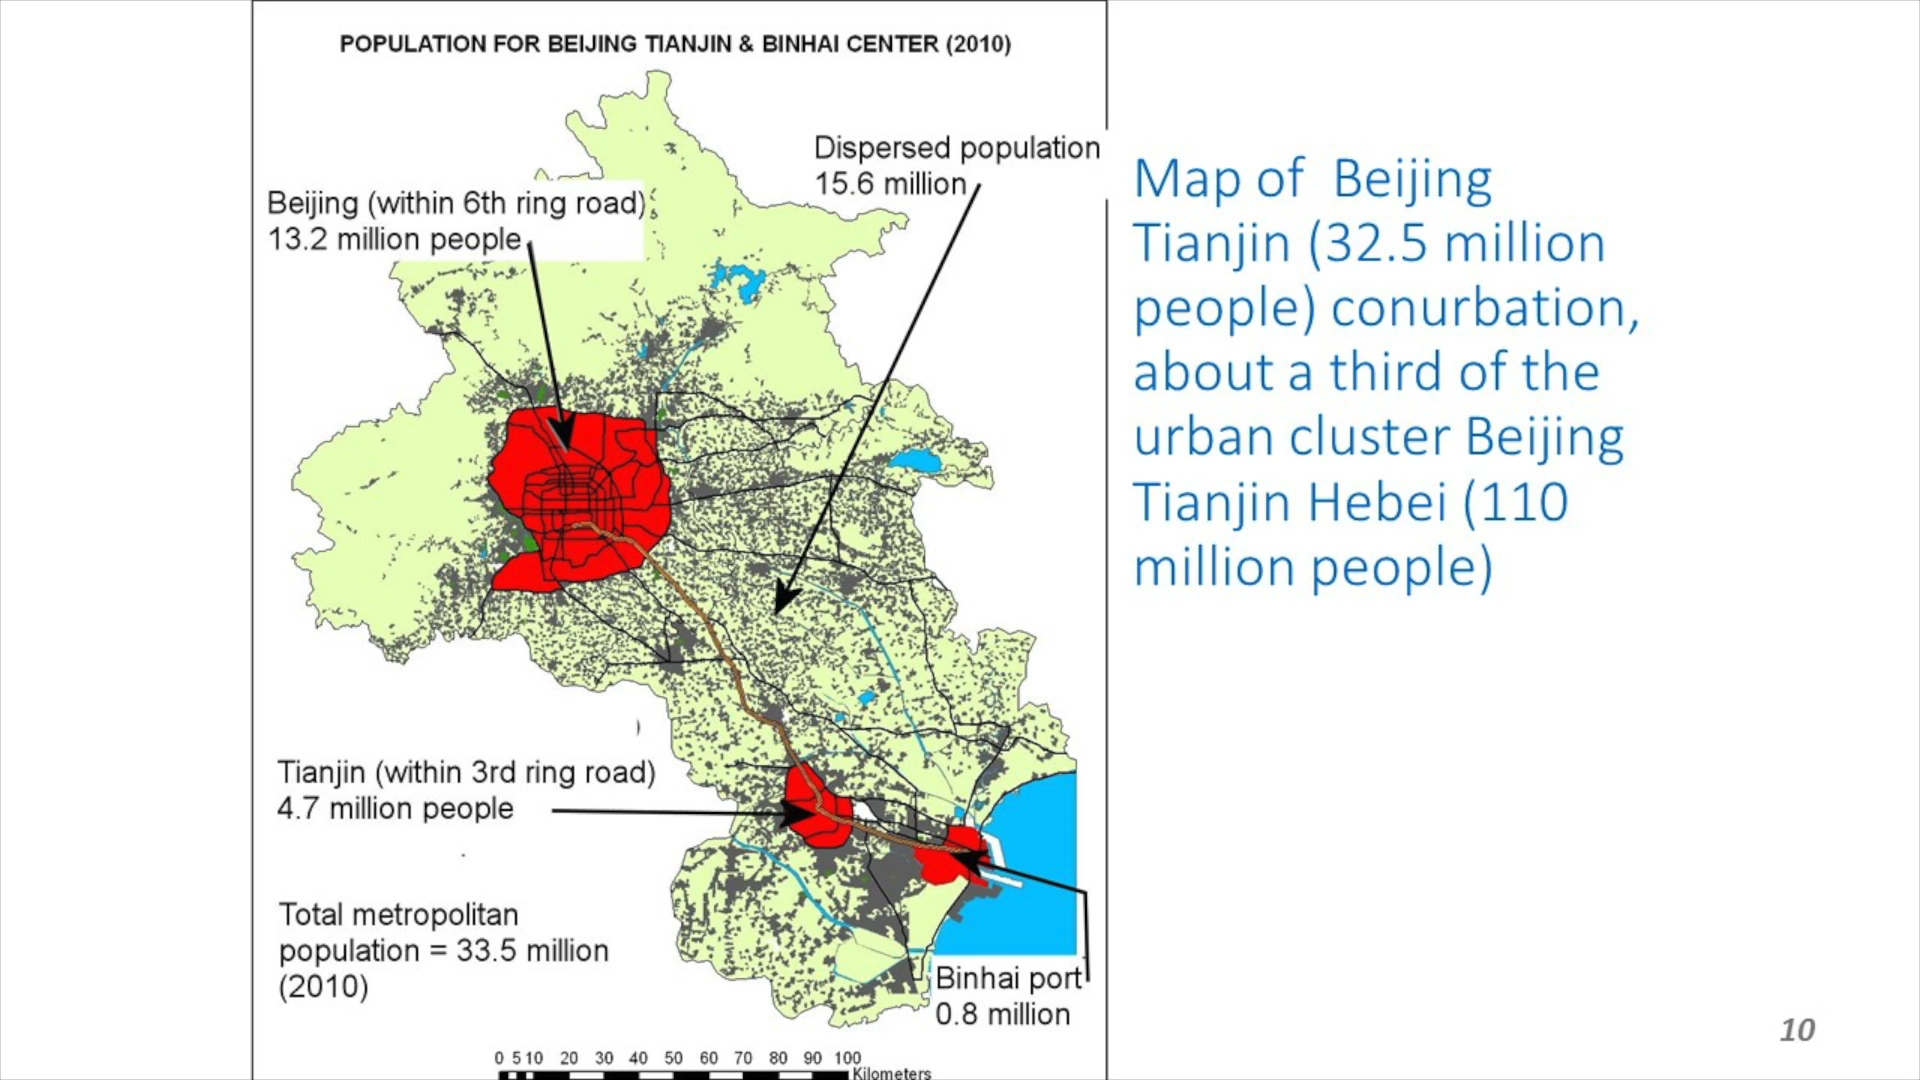 POPULATION FOR BEIJING TIANJIN & BINHAI CENTER (2010)
Dispersed population
15.6 million
Beijing (within 6th ring road)
13.2 million people
Map of Beijing
Tianjin (32.5 million
people) conurbation,
about a third of the
urban cluster Beijing
Tianjin Hebei (110
million people)
)
Tianjin (within 3rd ring road)
4.7 million people
Total metropolitan
population = 33.5 million
(2010)
Binhai port
0.8 million
0 5 10 20 30 40 50 60 70 80 90 100
Kilometers
10